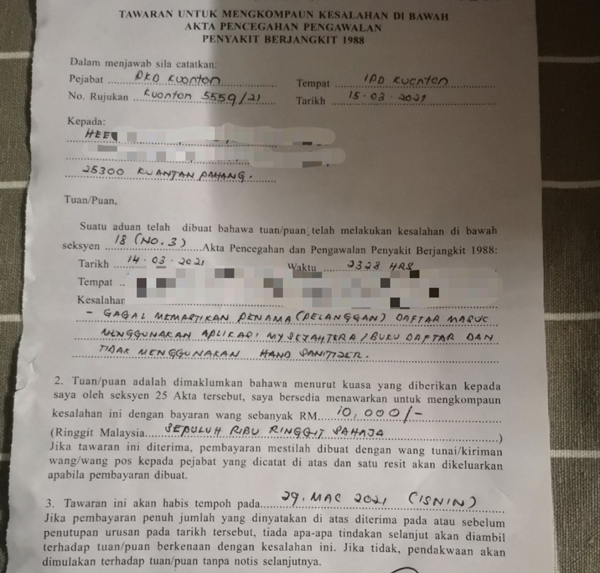 TAWARAN UNTUK MENGKOMPAUN KESALAHAN DI BAWAH
AKTA PENCEGAHAN PENGAWALAN
PENYAKIT BERJANGKIT 1988
Dalam menjawab sila catatkan:
Pejabat PKD Kuantan Tempat IPD Kuantan
No. Rujukan Kuantan 5559/21 Tarikh 15.03.2021
Kepada:
HEE
25300 KUANTAN PAHANG.
Tuan/Puan,
Suatu aduan telah dibuat bahawa tuan/puan telah melakukan kesalahan di bawah
seksyen 18 (NO.3) Akta Pencegahan dan Pengawalan Penyakit Berjangkit 1988:
Tarikh 14.03.2021 Waktu 2328 HRS
Tempat
Kesalahan
- GAGAL MEMASTIKAN PENAMA (PELANGGAN) DAFTAR MASUK
MENGGUNAKAN APLIKASI MYSEJAHTERA/BUKU DAFTAR DAN
TIDAK MENGGUNAKAN HAND SANITIZER.
2. Tuan/puan adalah dimaklumkan bahawa menurut kuasa yang diberikan kepada
saya oleh seksyen 25 Akta tersebut, saya bersedia menawarkan untuk mengkompaun
kesalahan ini dengan bayaran wang sebanyak RM 10,000/-
(Ringgit Malaysia SEPULUH RIBU RINGGIT SAHAJA)
Jika tawaran ini diterima, pembayaran mestilah dibuat dengan wang tunai/kiriman
wang/wang pos kepada pejabat yang dicatat di atas dan satu resit akan dikeluarkan
apabila pembayaran dibuat.
3. Tawaran ini akan habis tempoh pada 29. MAC 2021 (ISNIN)
Jika pembayaran penuh jumlah yang dinyatakan di atas diterima pada atau sebelum
penutupan urusan pada tarikh tersebut, tiada apa-apa tindakan selanjut akan diambil
terhadap tuan/puan berkenaan dengan kesalahan ini. Jika tidak, pendakwaan akan
dimulakan terhadap tuan/puan tanpa notis selanjutnya.